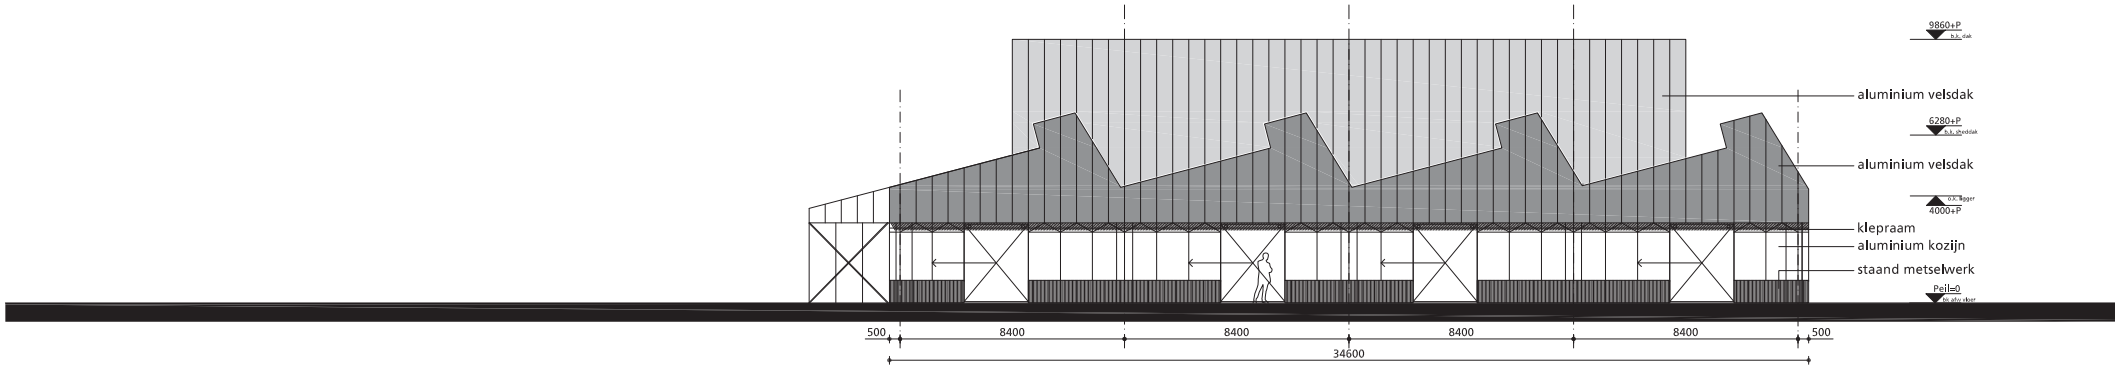 9860+P
b.k. dak
aluminium velsdak
6280+P
b.k. sheddak
aluminium velsdak
o.k. ligger
4000+P
klepraam
aluminium kozijn
staand metselwerk
Peil=0
bk afw vloer
500 8400 8400 8400 8400 500
34600